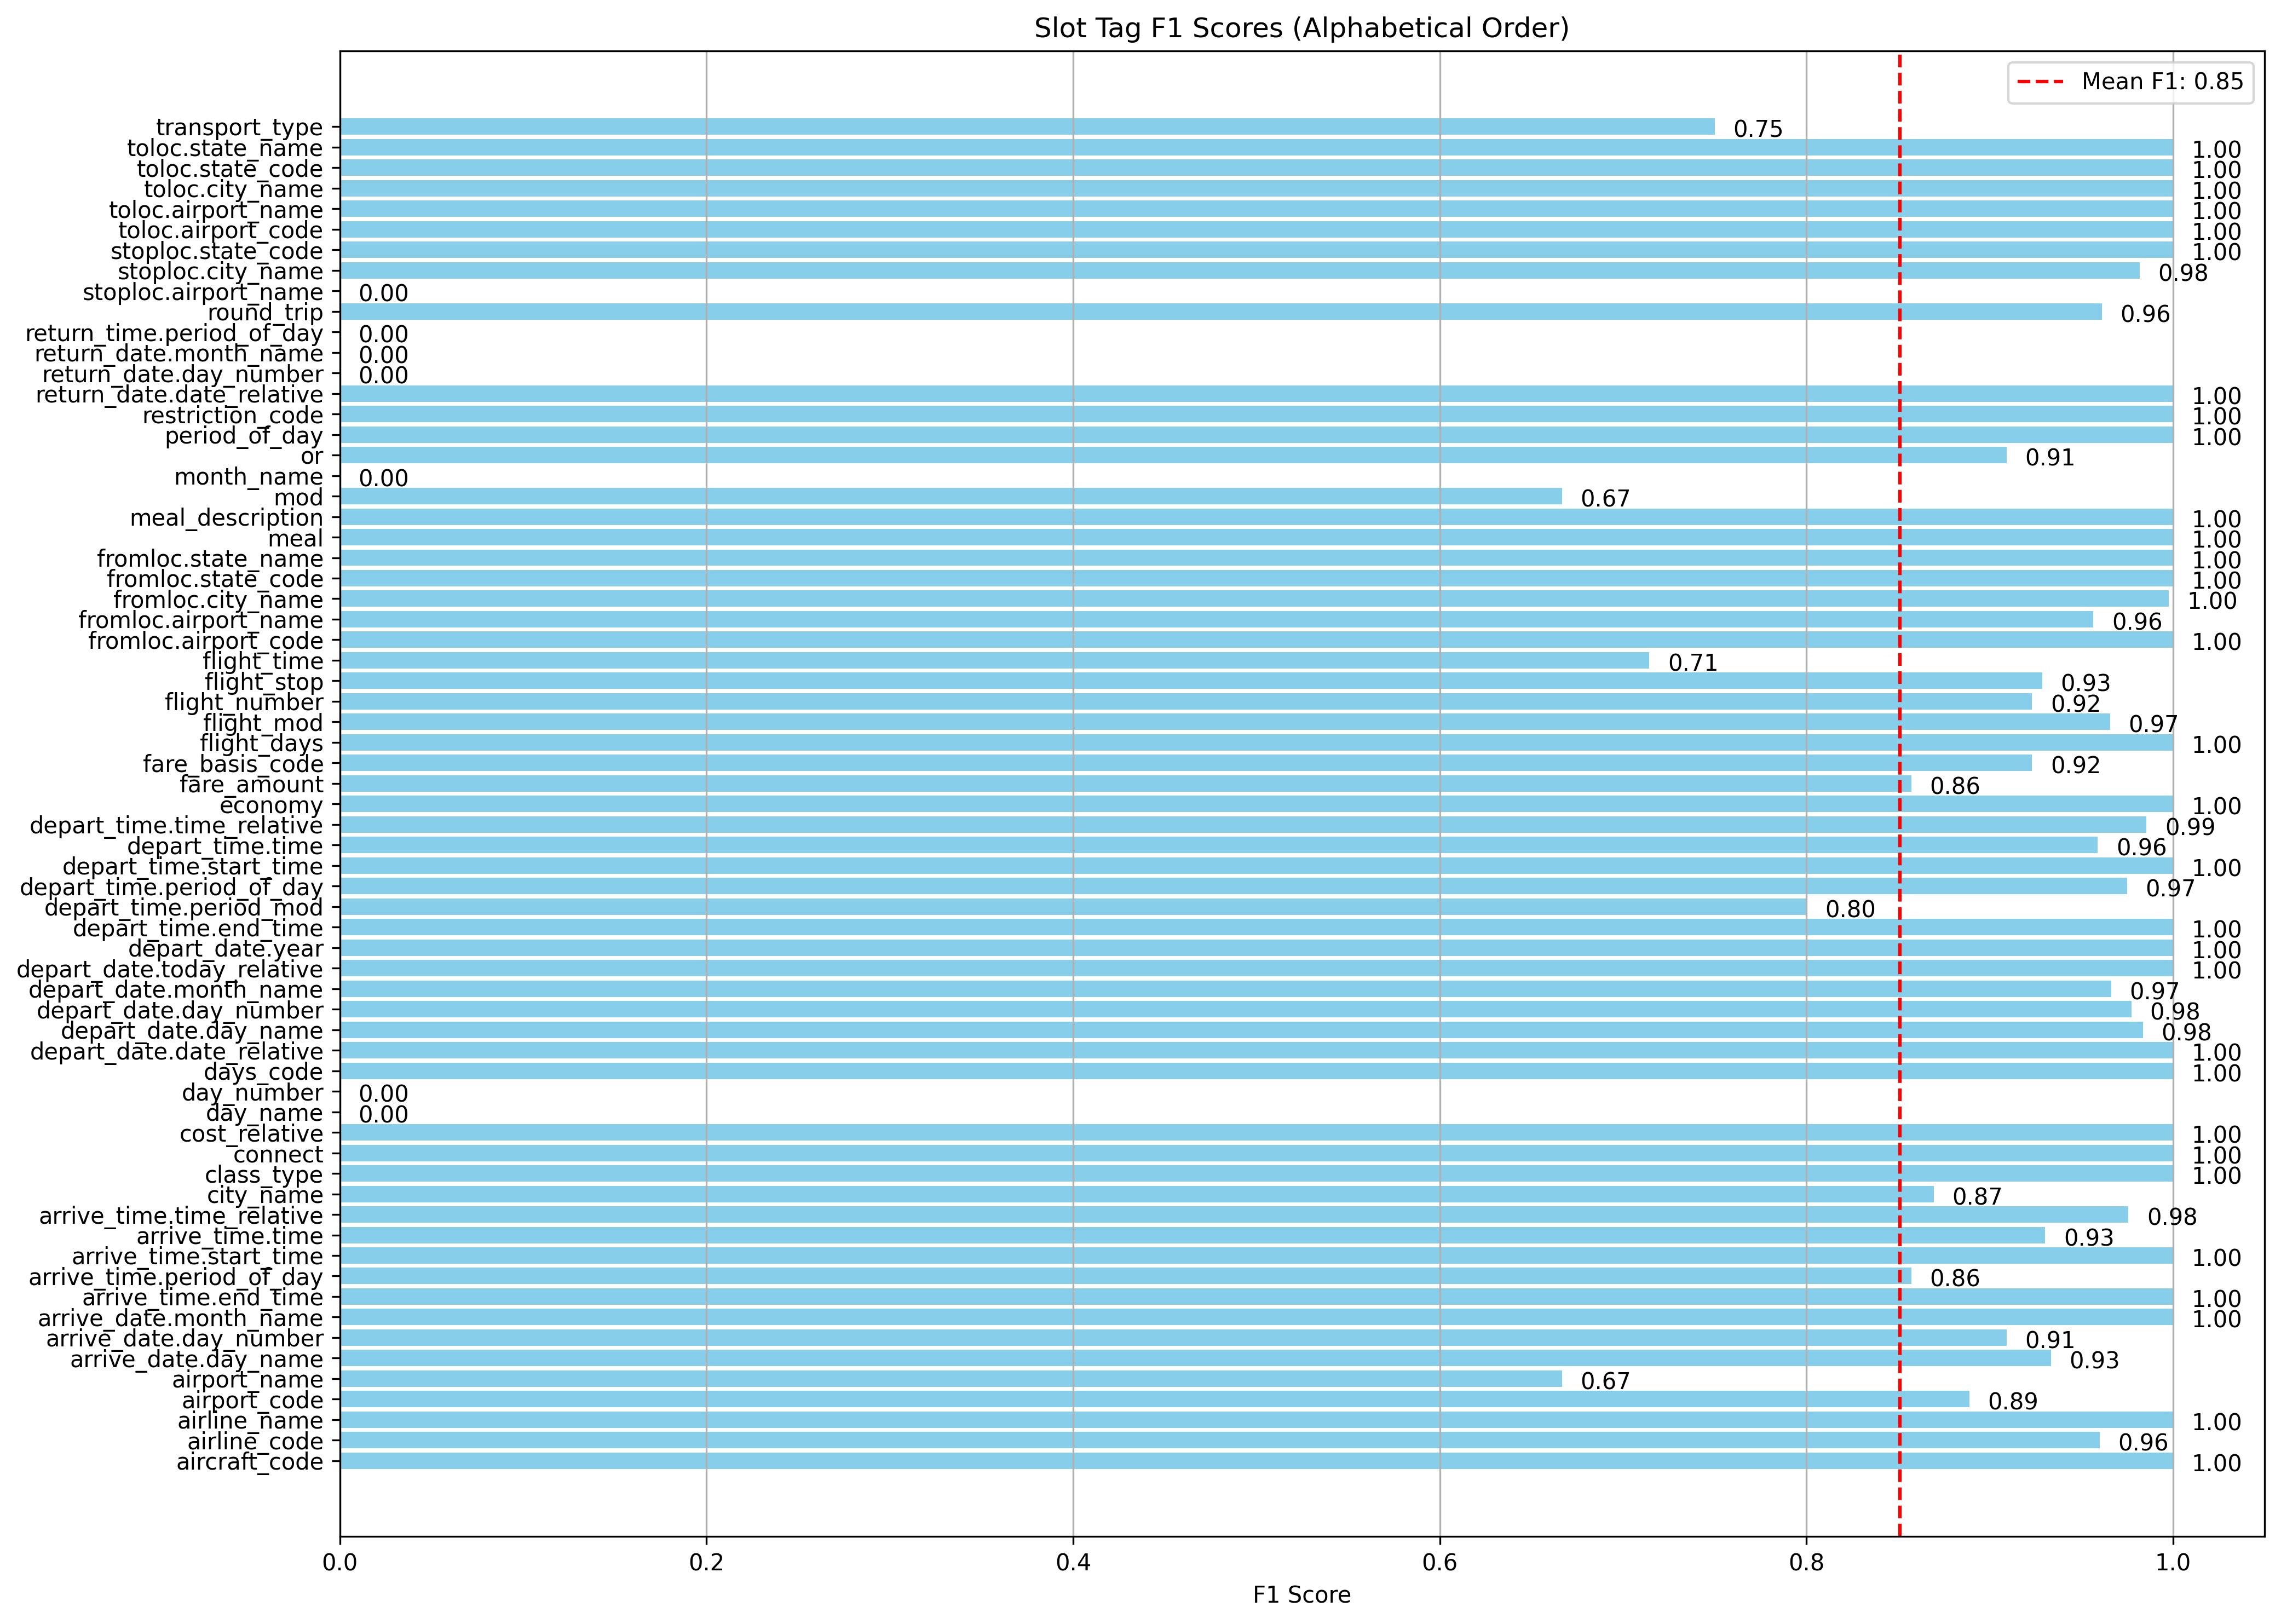 Slot Tag F1 Scores (Alphabetical Order)
Mean F1: 0.85
transport_type 0.75
toloc.state_name 1.00
toloc.state_code 1.00
toloc.city_name 1.00
toloc.airport_name 1.00
toloc.airport_code 1.00
stoploc.state_code 1.00
stoploc.city_name 0.98
stoploc.airport_name 0.00
round_trip 0.96
return_time.period_of_day 0.00
return_date.month_name 0.00
return_date.day_number 0.00
return_date.date_relative 1.00
restriction_code 1.00
period_of_day 1.00
or 0.91
month_name 0.00
mod 0.67
meal_description 1.00
meal 1.00
fromloc.state_name 1.00
fromloc.state_code 1.00
fromloc.city_name 1.00
fromloc.airport_name 0.96
fromloc.airport_code 1.00
flight_time 0.71
flight_stop 0.93
flight_number 0.92
flight_mod 0.97
flight_days 1.00
fare_basis_code 0.92
fare_amount 0.86
economy 1.00
depart_time.time_relative 0.99
depart_time.time 0.96
depart_time.start_time 1.00
depart_time.period_of_day 0.97
depart_time.period_mod 0.80
depart_time.end_time 1.00
depart_date.year 1.00
depart_date.today_relative 1.00
depart_date.month_name 0.97
depart_date.day_number 0.98
depart_date.day_name 0.98
depart_date.date_relative 1.00
days_code 1.00
day_number 0.00
day_name 0.00
cost_relative 1.00
connect 1.00
class_type 1.00
city_name 0.87
arrive_time.time_relative 0.98
arrive_time.time 0.93
arrive_time.start_time 1.00
arrive_time.period_of_day 0.86
arrive_time.end_time 1.00
arrive_date.month_name 1.00
arrive_date.day_number 0.91
arrive_date.day_name 0.93
airport_name 0.67
airport_code 0.89
airline_name 1.00
airline_code 0.96
aircraft_code 1.00
0.0 0.2 0.4 0.6 0.8 1.0
F1 Score